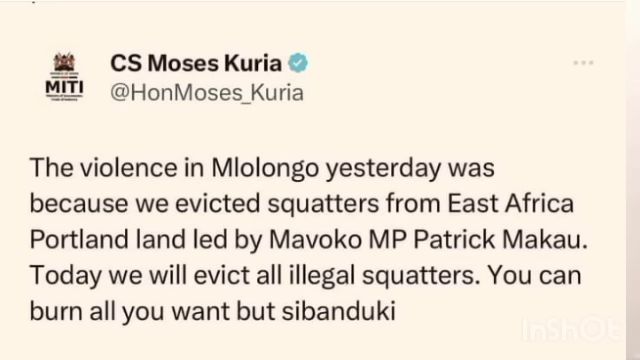 CS Moses Kuria
MITI
@HonMoses_Kuria
The violence in Mlolongo yesterday was
because we evicted squatters from East Africa
Portland land led by Mavoko MP Patrick Makau.
Today we will evict all illegal squatters. You can
burn all you want but sibanduki
InShOt